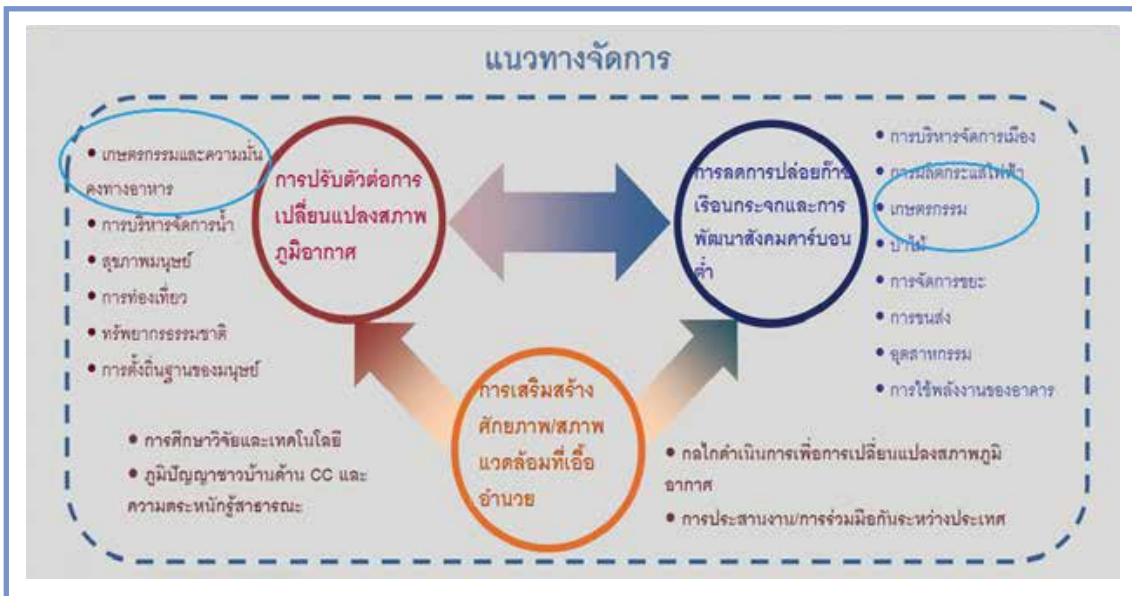 แนวทางจัดการ
• เกษตรกรรมและความมั่น
คงทางอาหาร
• การบริหารจัดการน้ำ
• สุขภาพมนุษย์
• การท่องเที่ยว
• ทรัพยากรธรรมชาติ
• การตั้งถิ่นฐานของมนุษย์
การปรับตัวต่อการ
เปลี่ยนแปลงสภาพ
ภูมิอากาศ
การลดการปล่อยก๊าซ
เรือนกระจกและการ
พัฒนาสังคมคาร์บอน
ต่ำ
• การบริหารจัดการเมือง
• การผลิตกระแสไฟฟ้า
• เกษตรกรรม
• ป่าไม้
• การจัดการขยะ
• การขนส่ง
• อุตสาหกรรม
• การใช้พลังงานของอาคาร
การเสริมสร้าง
ศักยภาพ/สภาพ
แวดล้อมที่เอื้อ
อำนวย
• การศึกษาวิจัยและเทคโนโลยี
• ภูมิปัญญาชาวบ้านด้าน CC และ
ความตระหนักรู้สาธารณะ
• กลไกดำเนินการเพื่อการเปลี่ยนแปลงสภาพภูมิ
อากาศ
• การประสานงาน/การร่วมมือกันระหว่างประเทศ